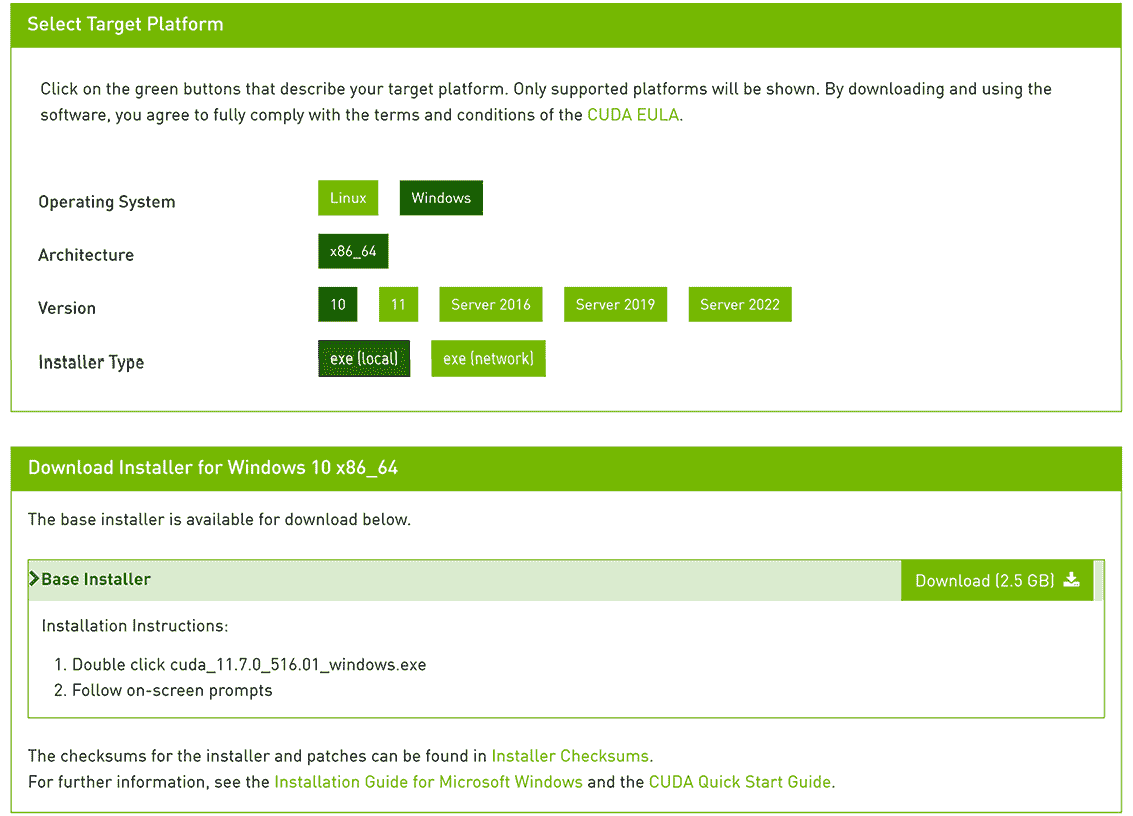 Select Target Platform
Click on the green buttons that describe your target platform. Only supported platforms will be shown. By downloading and using the
software, you agree to fully comply with the terms and conditions of the CUDA EULA.
Operating System
Linux
Windows
Architecture
x86_64
Version
10
11
Server 2016
Server 2019
Server 2022
Installer Type
exe (local)
exe (network)
Download Installer for Windows 10 x86_64
The base installer is available for download below.
Base Installer
Download (2.5 GB)
Installation Instructions:
1. Double click cuda_11.7.0_516.01_windows.exe
2. Follow on-screen prompts
The checksums for the installer and patches can be found in Installer Checksums.
For further information, see the Installation Guide for Microsoft Windows and the CUDA Quick Start Guide.